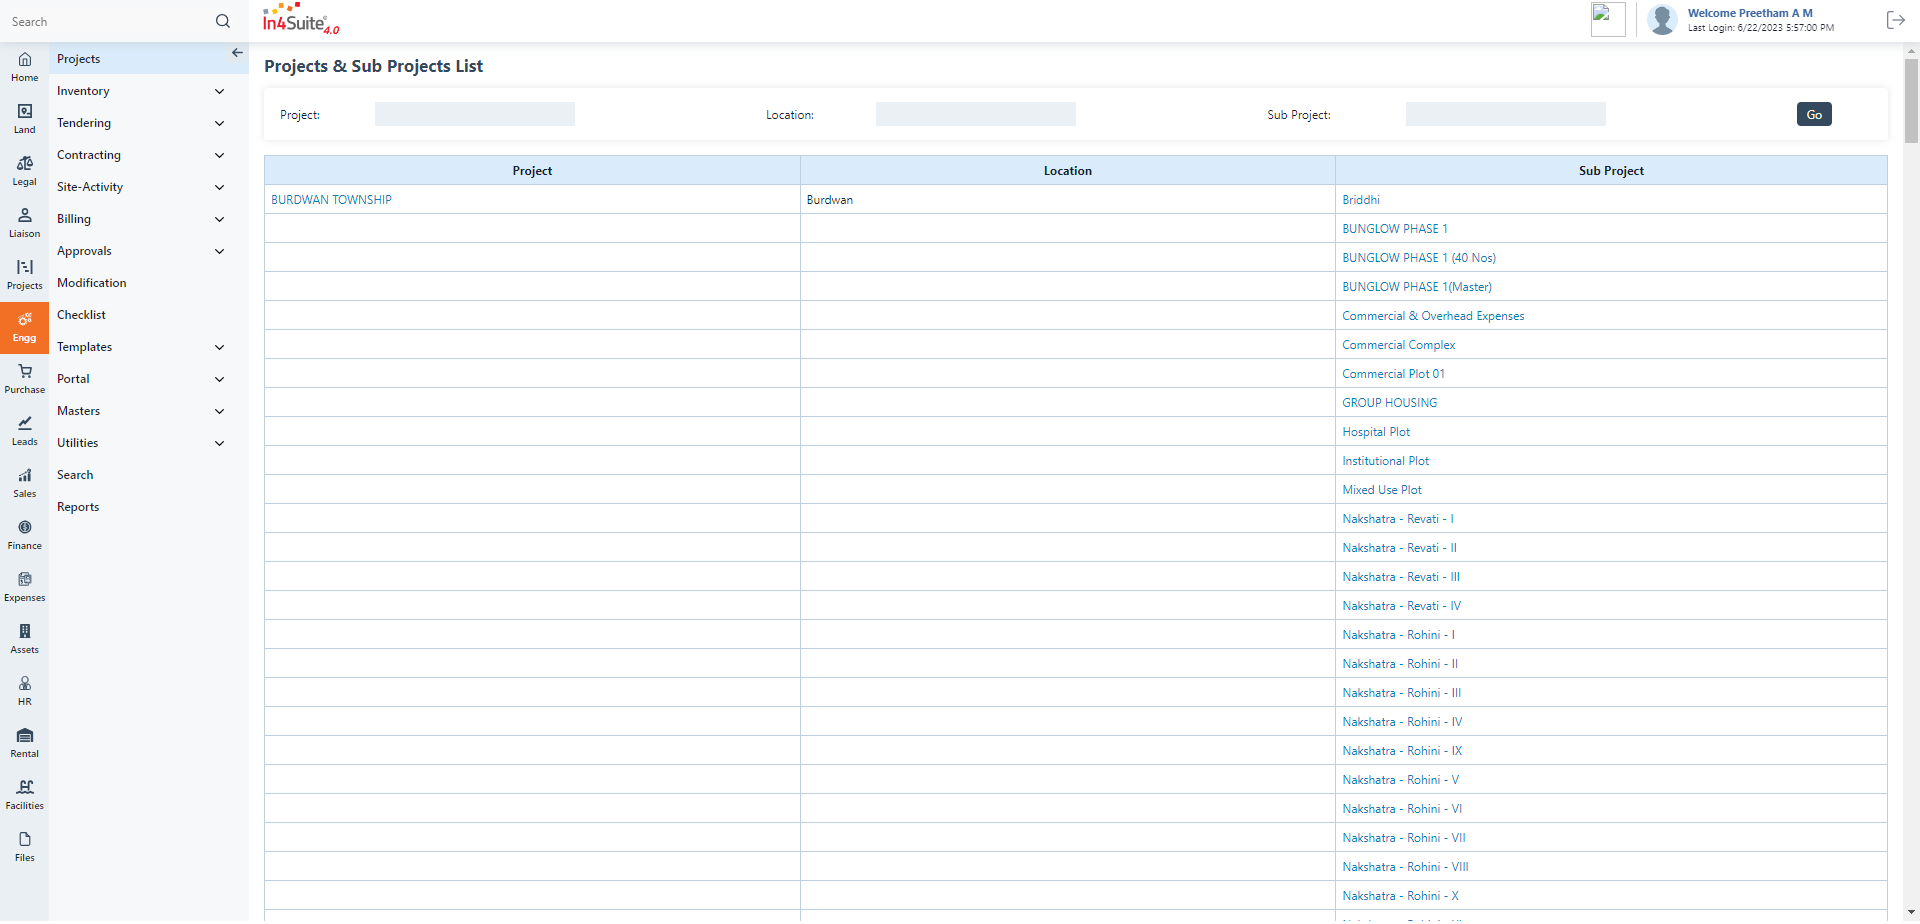 Search
In4Suite® 4.0
Welcome Preetham A M
Last Login: 6/22/2023 5:57:00 PM
Home
Land
Legal
Liaison
Projects
Engg
Purchase
Leads
Sales
Finance
Expenses
Assets
HR
Rental
Facilities
Files
Projects
Inventory
Tendering
Contracting
Site-Activity
Billing
Approvals
Modification
Checklist
Templates
Portal
Masters
Utilities
Search
Reports
Projects & Sub Projects List
Project: Location: Sub Project: Go
Project Location Sub Project
BURDWAN TOWNSHIP Burdwan Briddhi
BUNGLOW PHASE 1
BUNGLOW PHASE 1 (40 Nos)
BUNGLOW PHASE 1(Master)
Commercial & Overhead Expenses
Commercial Complex
Commercial Plot 01
GROUP HOUSING
Hospital Plot
Institutional Plot
Mixed Use Plot
Nakshatra - Revati - I
Nakshatra - Revati - II
Nakshatra - Revati - III
Nakshatra - Revati - IV
Nakshatra - Rohini - I
Nakshatra - Rohini - II
Nakshatra - Rohini - III
Nakshatra - Rohini - IV
Nakshatra - Rohini - IX
Nakshatra - Rohini - V
Nakshatra - Rohini - VI
Nakshatra - Rohini - VII
Nakshatra - Rohini - VIII
Nakshatra - Rohini - X